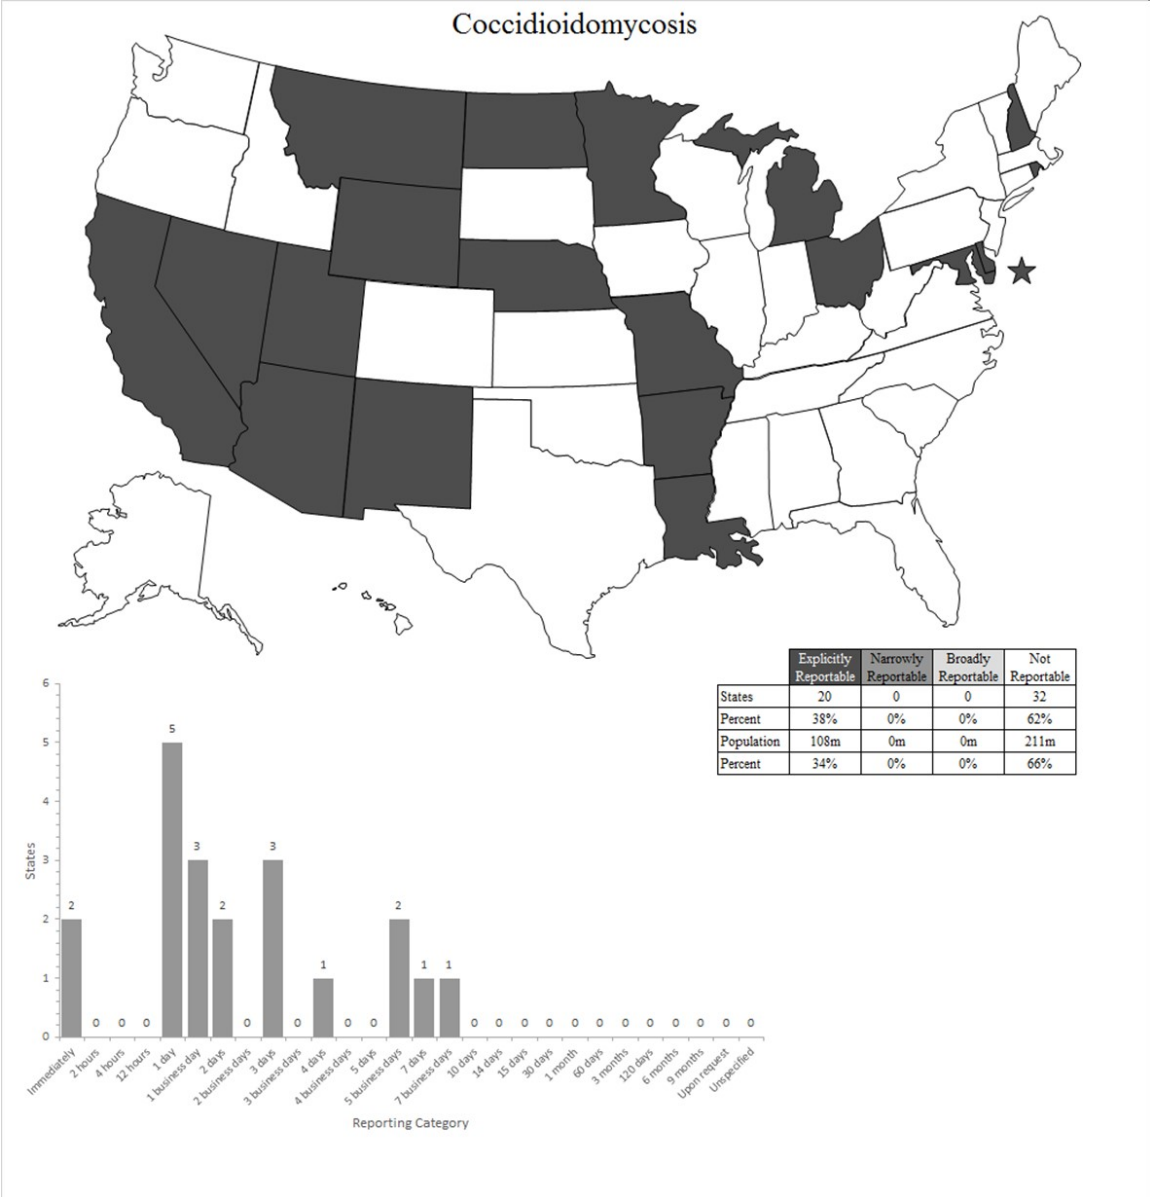 Coccidioidomycosis
Explicitly Reportable Narrowly Reportable Broadly Reportable Not Reportable
States 20 0 0 32
Percent 38% 0% 0% 62%
Population 108m 0m 0m 211m
Percent 34% 0% 0% 66%
6
5
4
3
2
1
0
States
2 0 0 0 5 3 2 0 3 0 1 0 0 2 1 1 0 0 0 0 0 0 0 0 0 0 0 0
Immediately
2 hours
4 hours
12 hours
1 day
1 business day
2 days
2 business days
3 days
3 business days
4 days
4 business days
5 days
5 business days
7 days
7 business days
10 days
14 days
15 days
30 days
1 month
60 days
3 months
120 days
6 months
9 months
Upon request
Unspecified
Reporting Category